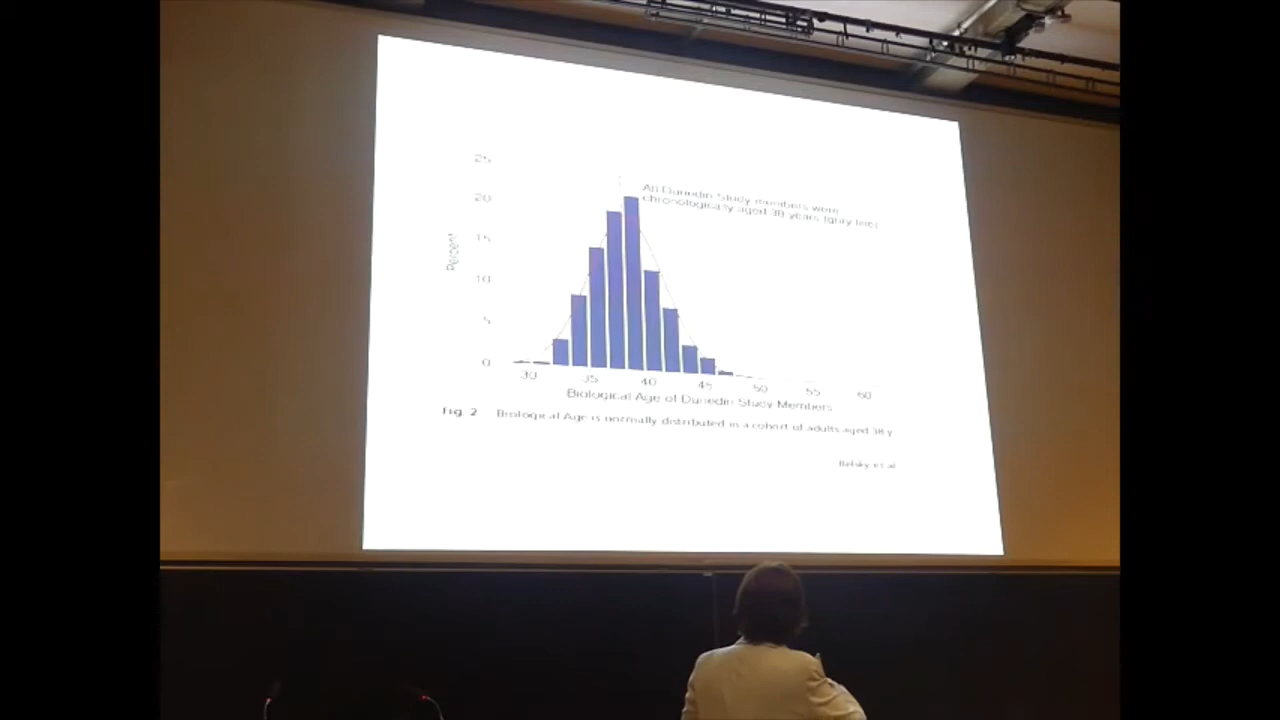 25
20
15
10
5
0
Percent
All Dunedin Study members were
chronologically aged 38 years (grey line)
30 35 40 45 50 55 60
Biological Age of Dunedin Study Members
Fig. 2 Biological Age is normally distributed in a cohort of adults aged 38 y
Belsky et al